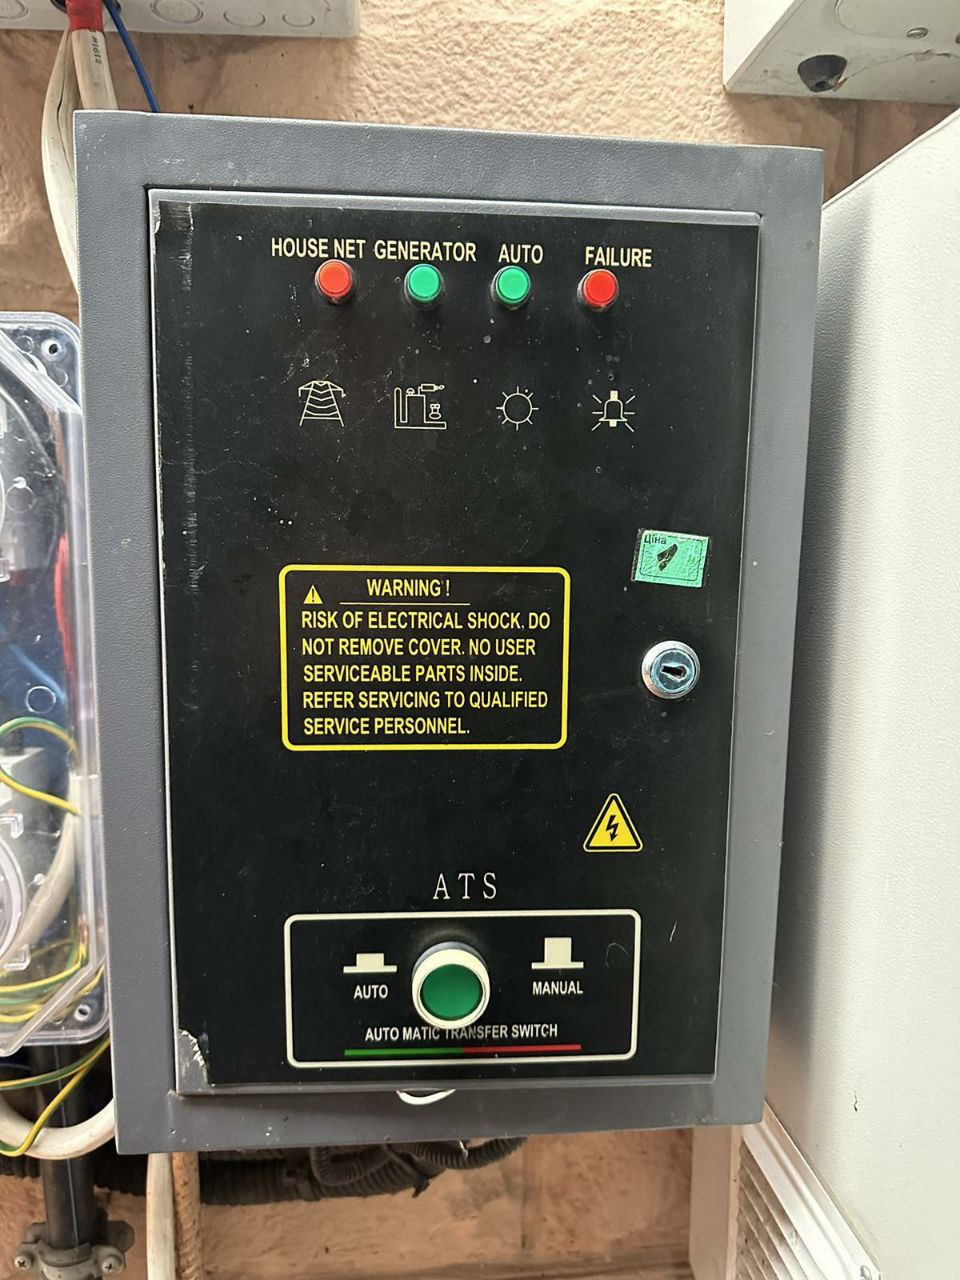 HOUSE NET GENERATOR AUTO FAILURE
Ціна
WARNING !
RISK OF ELECTRICAL SHOCK. DO
NOT REMOVE COVER. NO USER
SERVICEABLE PARTS INSIDE.
REFER SERVICING TO QUALIFIED
SERVICE PERSONNEL.
ATS
AUTO MANUAL
AUTO MATIC TRANSFER SWITCH